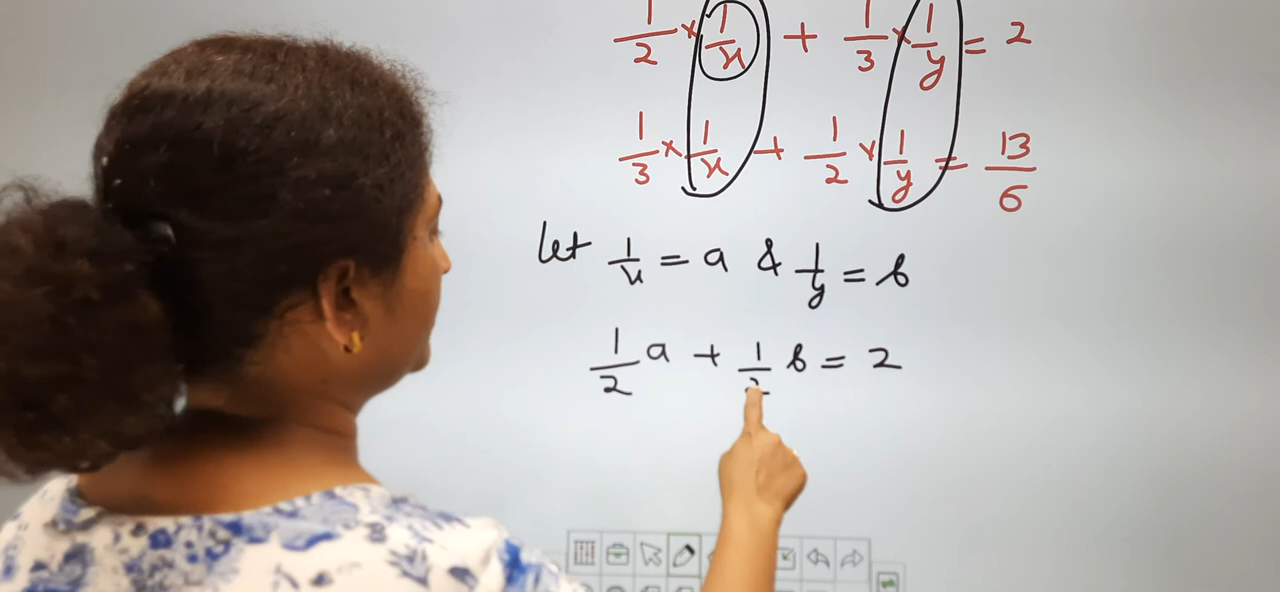 1/2 × 1/x + 1/3 × 1/y = 2
1/3 × 1/x + 1/2 × 1/y = 13/6
let 1/x = a & 1/y = b
1/2 a + 1/ b = 2